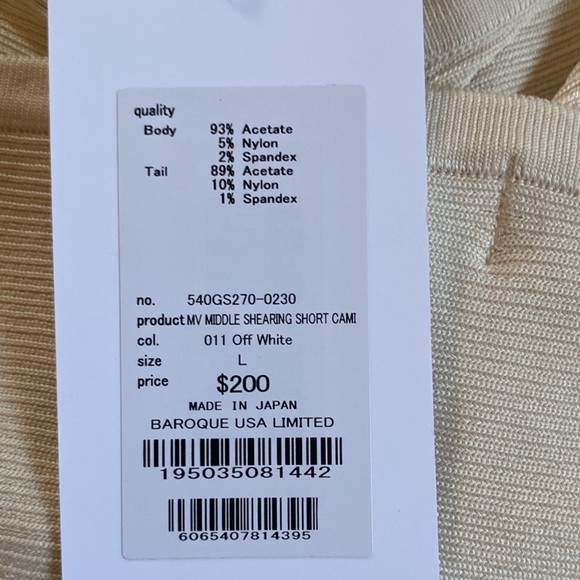 quality
Body 93% Acetate
5% Nylon
2% Spandex
Tail 89% Acetate
10% Nylon
1% Spandex
no. 540GS270-0230
product MV MIDDLE SHEARING SHORT CAMI
col. 011 Off White
size L
price $200
MADE IN JAPAN
BAROQUE USA LIMITED
195035081442
6065407814395